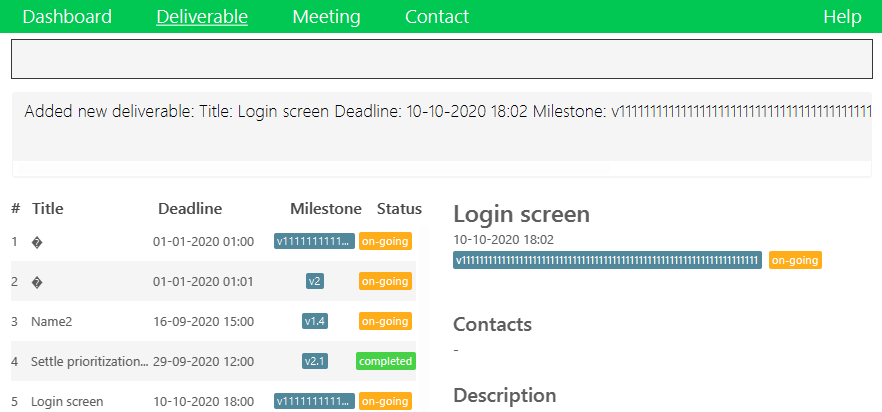 Dashboard Deliverable Meeting Contact Help
Added new deliverable: Title: Login screen Deadline: 10-10-2020 18:02 Milestone: v11111111111111111111111111111111111111111
# Title Deadline Milestone Status
1 � 01-01-2020 01:00 v1111111111... on-going
2 � 01-01-2020 01:01 v2 on-going
3 Name2 16-09-2020 15:00 v1.4 on-going
4 Settle prioritization... 29-09-2020 12:00 v2.1 completed
5 Login screen 10-10-2020 18:00 v1111111111... on-going
Login screen
10-10-2020 18:02
v111111111111111111111111111111111111111111111111111111111111 on-going
Contacts
-
Description